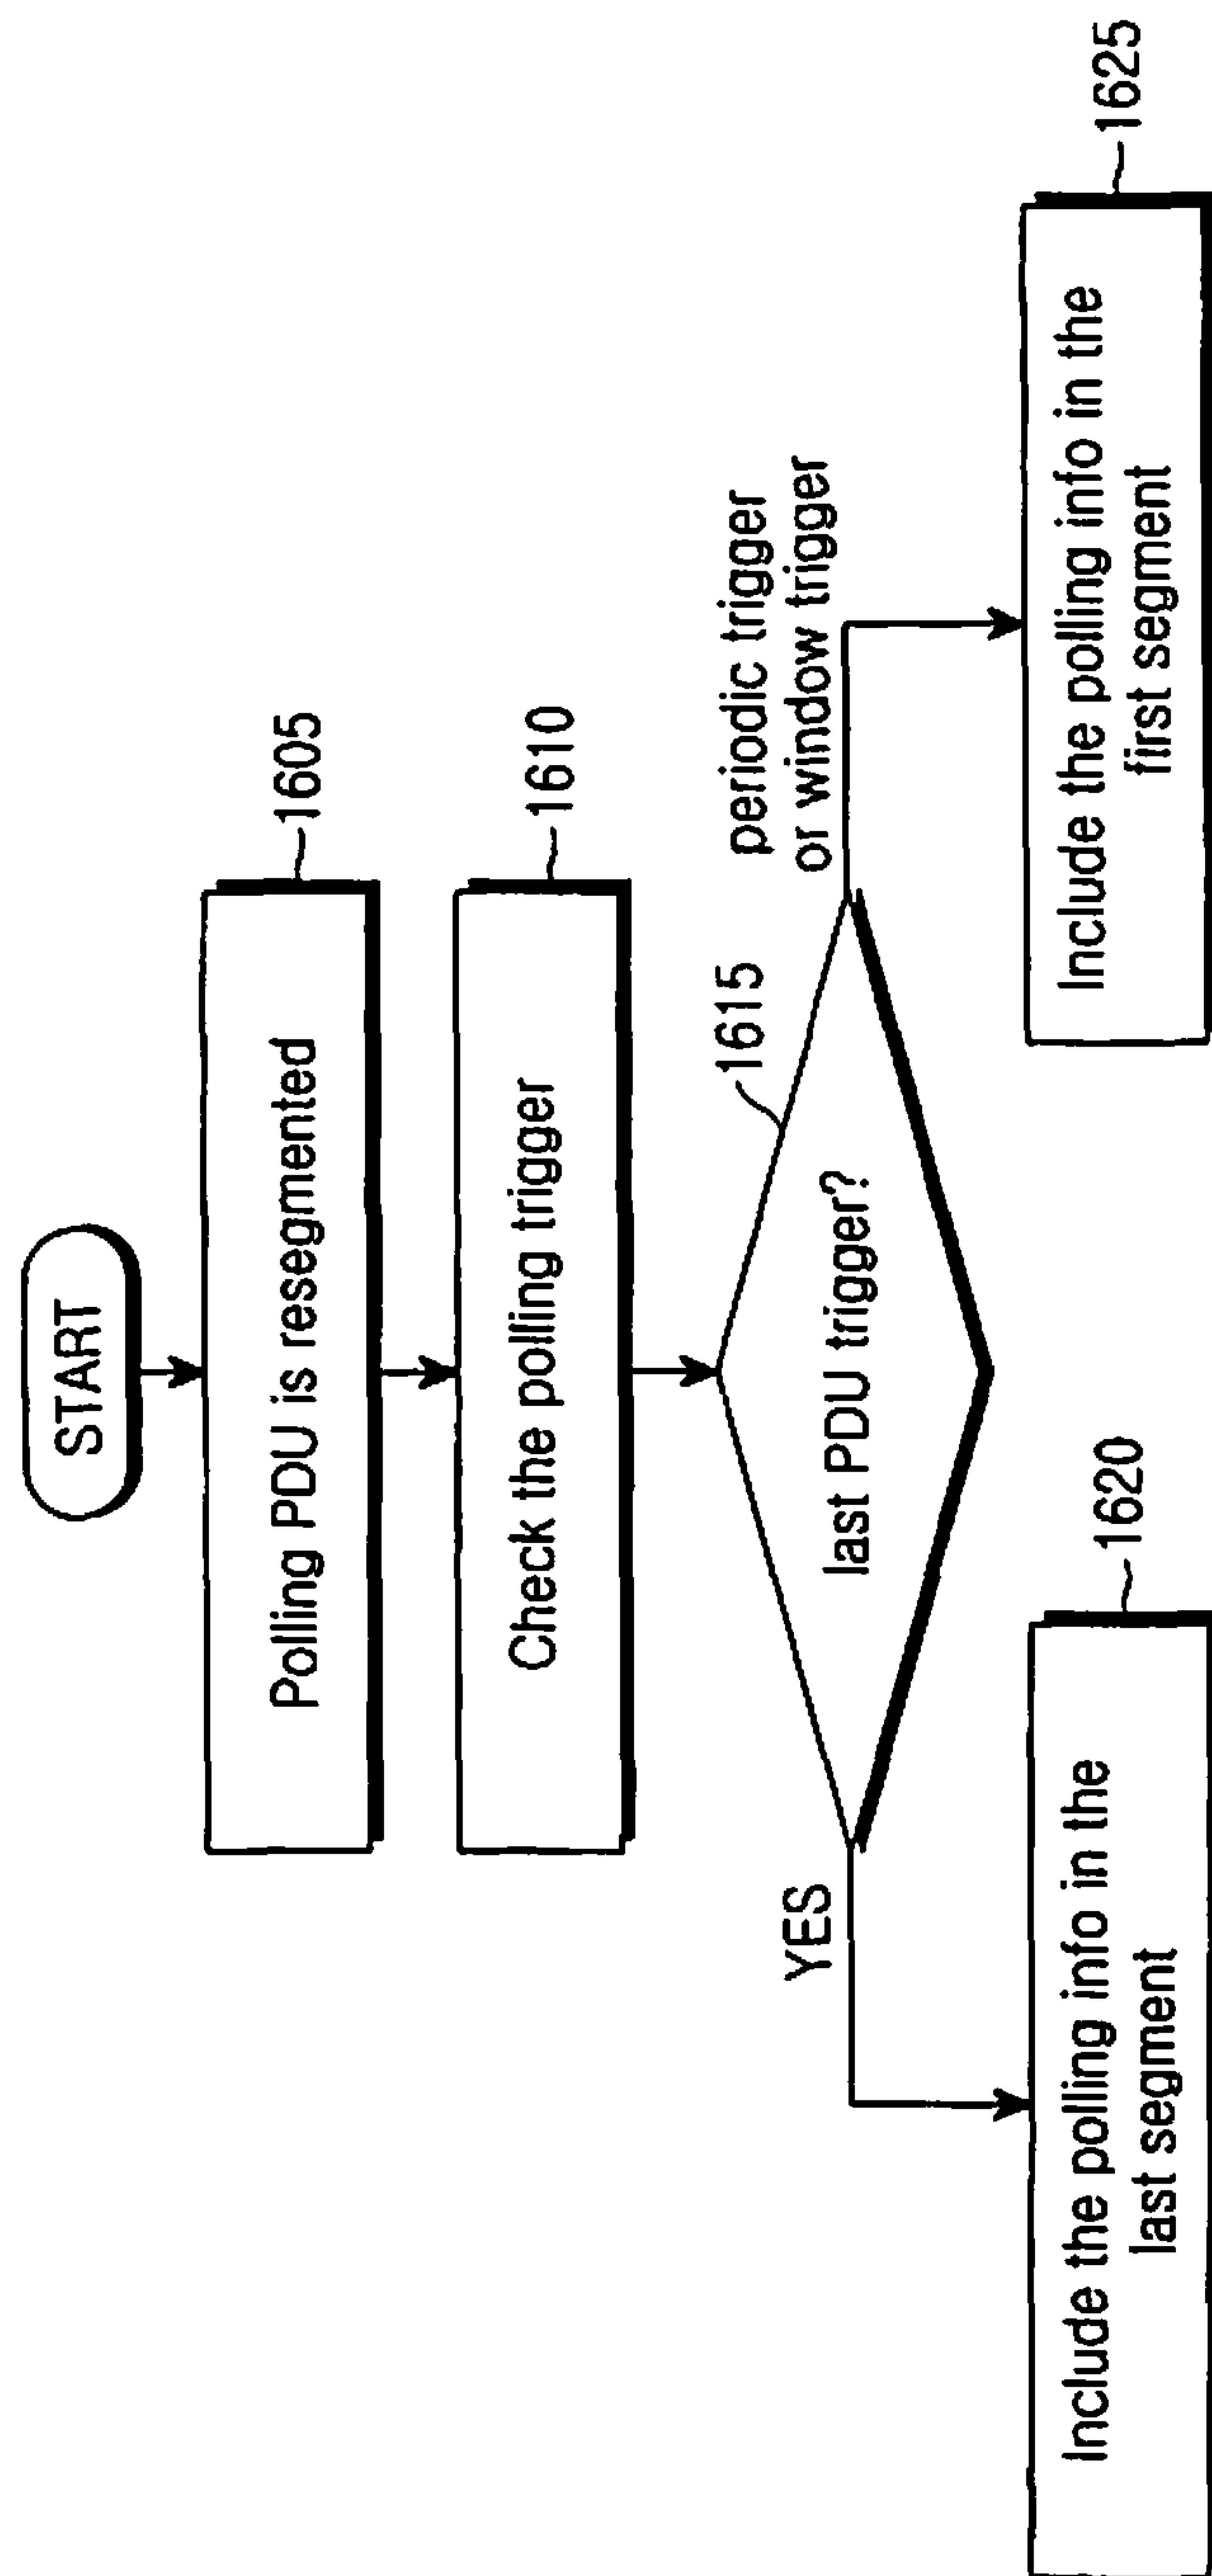 START
Polling PDU is resegmented
1605
Check the polling trigger
1610
last PDU trigger?
1615
YES
periodic trigger
or window trigger
Include the polling info in the
last segment
1620
Include the polling info in the
first segment
1625